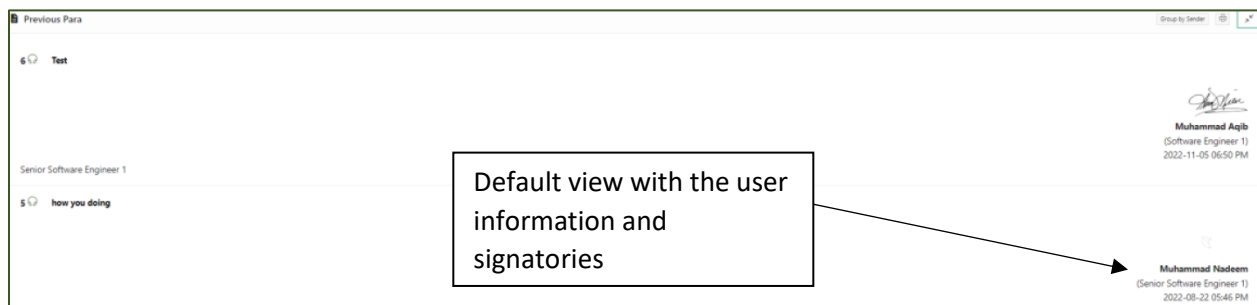 Previous Para
Group by Sender
6 Test
Muhammad Aqib
(Software Engineer 1)
2022-11-05 06:50 PM
Senior Software Engineer 1
Default view with the user
information and
signatories
5 how you doing
Muhammad Nadeem
(Senior Software Engineer 1)
2022-08-22 05:46 PM